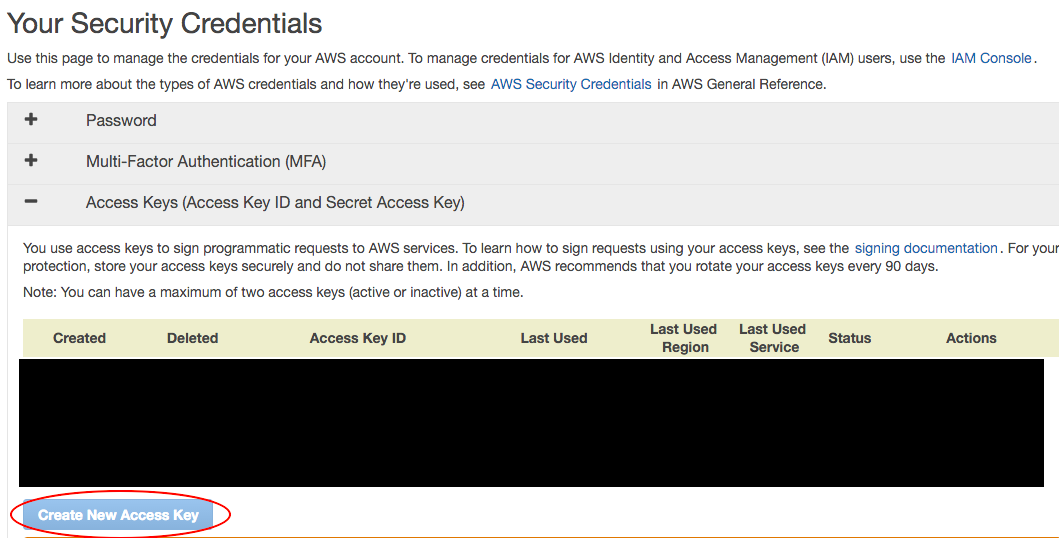 Your Security Credentials
Use this page to manage the credentials for your AWS account. To manage credentials for AWS Identity and Access Management (IAM) users, use the IAM Console.
To learn more about the types of AWS credentials and how they're used, see AWS Security Credentials in AWS General Reference.
+ Password
+ Multi-Factor Authentication (MFA)
− Access Keys (Access Key ID and Secret Access Key)
You use access keys to sign programmatic requests to AWS services. To learn how to sign requests using your access keys, see the signing documentation. For your
protection, store your access keys securely and do not share them. In addition, AWS recommends that you rotate your access keys every 90 days.
Note: You can have a maximum of two access keys (active or inactive) at a time.
Created Deleted Access Key ID Last Used Last Used Region Last Used Service Status Actions
Create New Access Key